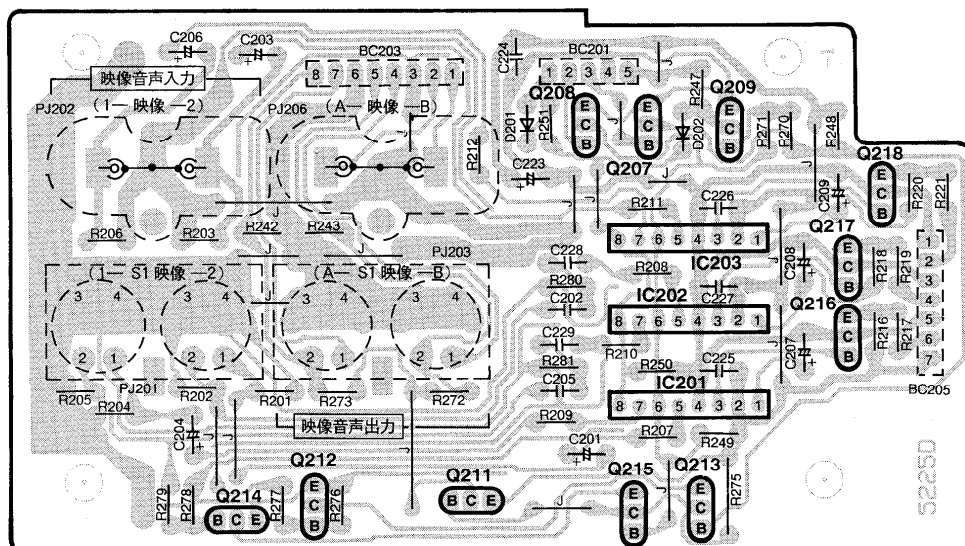 C206
C203
BC203
8 7 6 5 4 3 2 1
C224
BC201
1 2 3 4 5
J
R247
映像音声入力
PJ202
(1—映像—2)
PJ206
(A—映像—B)
Q208
Q209
D201
R251
E C B
J
E C B
D202
E C B
R271
R270
R248
R212
C223
Q207
J
J
Q218
E C B
R220
R221
C209
R206
R203
R242
J
R243
J
J
R211
C226
Q217
8 7 6 5 4 3 2 1
J
PJ203
C228
R280
R208
IC203
C208
E C B
R218
R219
1 2 3 4 5 6 7
(1—S1 映像—2)
(A—S1 映像—B)
3 4
3 4
3 4
3 4
J
C202
IC202
C227
Q216
8 7 6 5 4 3 2 1
E C B
R216
R217
C229
R210
J
C207
2 1
2 1
2 1
2 1
R281
R250
C225
BC205
R205
R204
PJ201
R202
R201
R273
R272
C205
IC201
8 7 6 5 4 3 2 1
R209
C204
J
J
映像音声出力
J
R207
R249
C201
Q212
Q211
Q215
Q213
R275
5225D
R279
R278
Q214
R277
E C B
R276
B C E
B C E
J
E C B
J
E C B